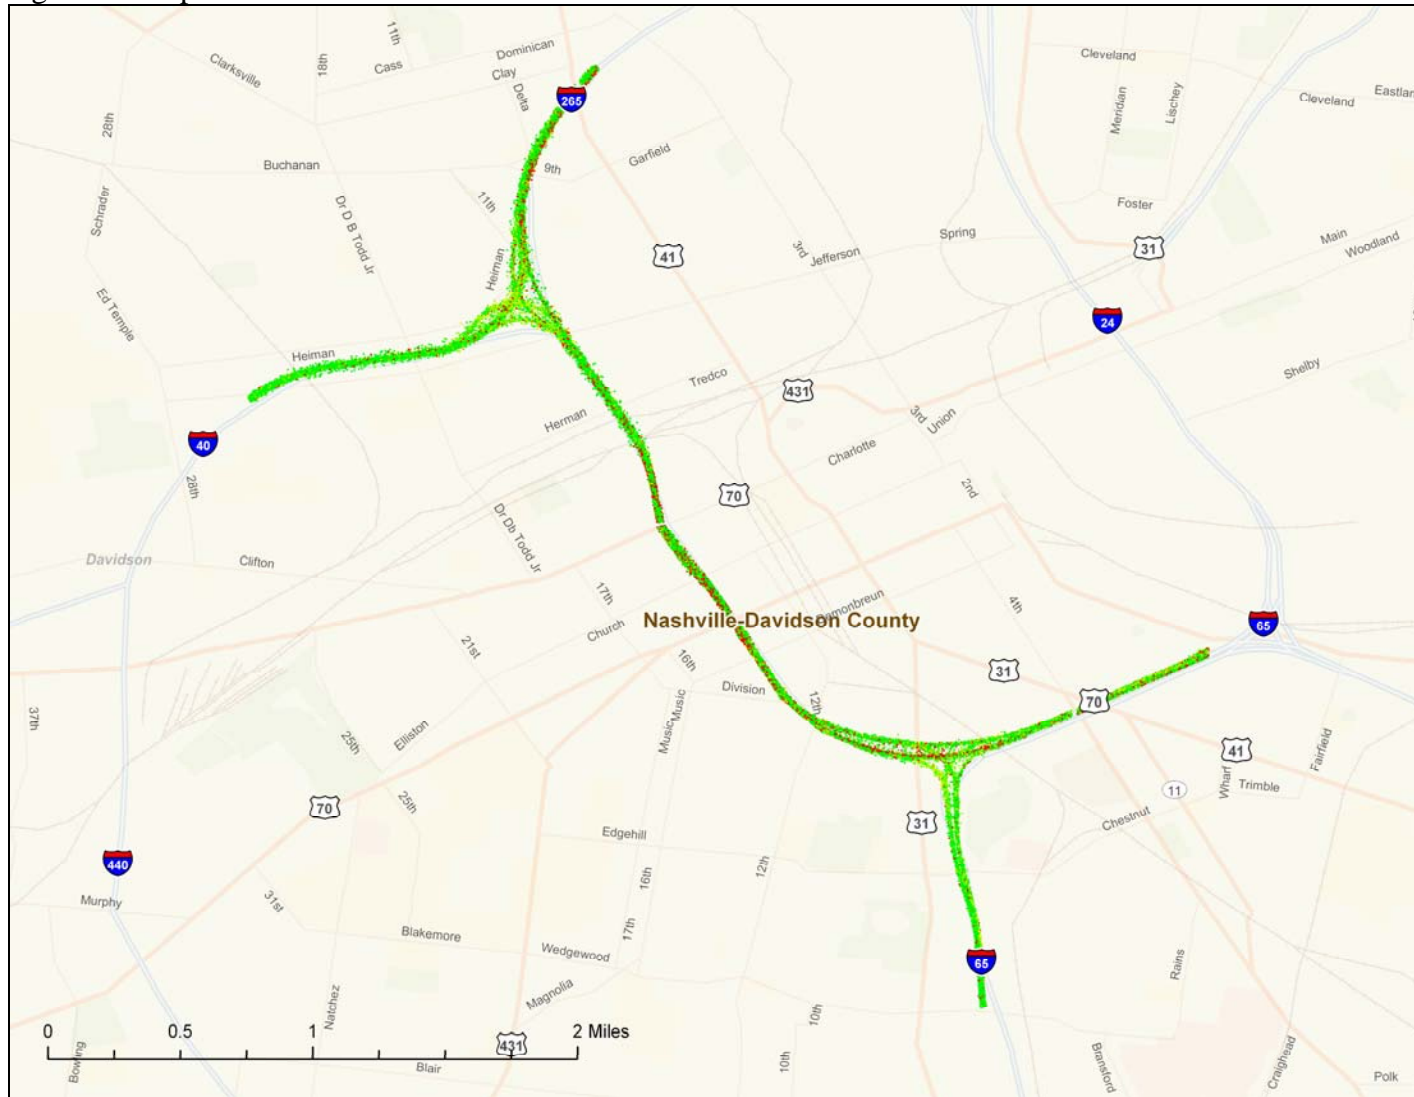 11th
Dominican
Cass
Clay
18th
Clarksville
Delta
265
Cleveland
Meridian
Lischey
Cleveland
28th
Buchanan
9th
Garfield
11th
Schrader
Dr D B Todd Jr
Foster
Main
Woodland
Spring
31
3rd
Jefferson
41
Heiman
Ed Temple
24
Heiman
Tredco
Shelby
431
Herman
3rd
Union
40
Charlotte
28th
70
2nd
Dr Db Todd Jr
Davidson
Clifton
17th
4th
Nashville-Davidson County
65
Church
21st
16th
31
Division
12th
Music
Music
70
37th
Elliston
25th
41
Fairfield
Wharf
Trimble
11
25th
70
31
Chestnut
Edgehill
440
12th
16th
Murphy
31st
17th
Blakemore
Wedgewood
65
Rains
Magnolia
Natchez
10th
0
0.5
1
2 Miles
431
Bowling
Blair
10th
Bransford
Craighead
Polk